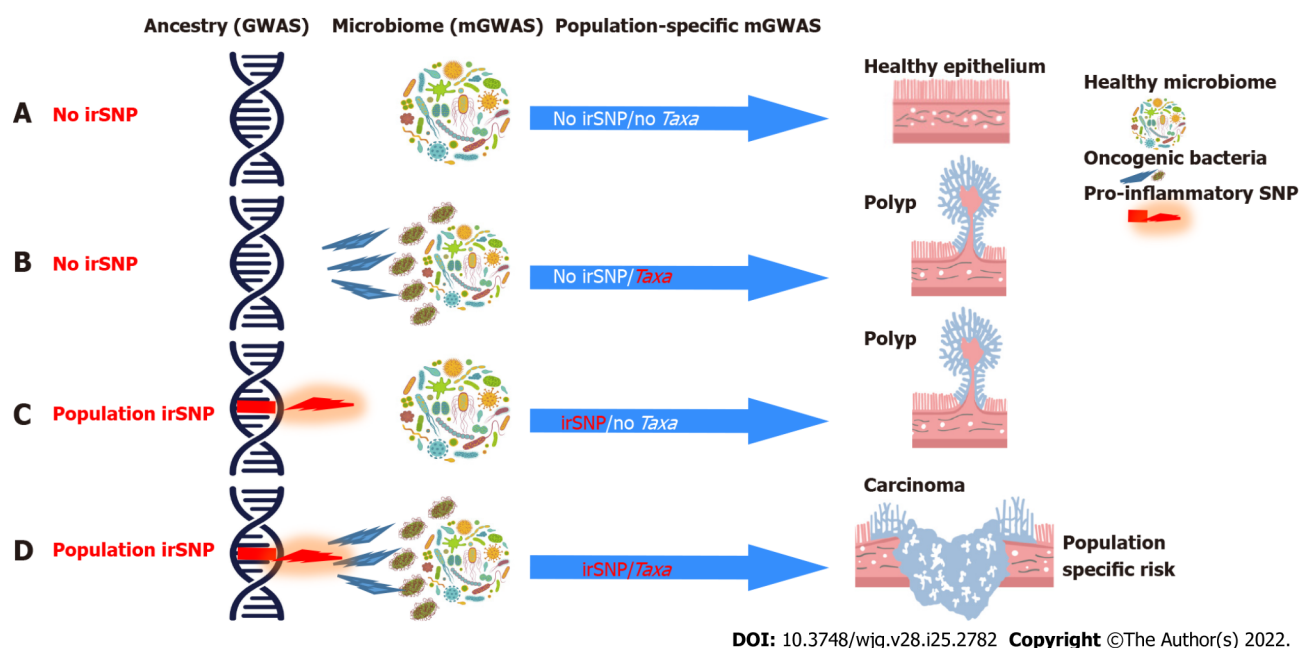 Ancestry (GWAS) Microbiome (mGWAS) Population-specific mGWAS
A No irSNP
No irSNP/no Taxa
Healthy epithelium
B No irSNP
No irSNP/Taxa
Polyp
C Population irSNP
irSNP/no Taxa
Polyp
D Population irSNP
irSNP/Taxa
Carcinoma
Population
specific risk
Healthy microbiome
Oncogenic bacteria
Pro-inflammatory SNP
DOI: 10.3748/wjg.v28.i25.2782 Copyright ©The Author(s) 2022.